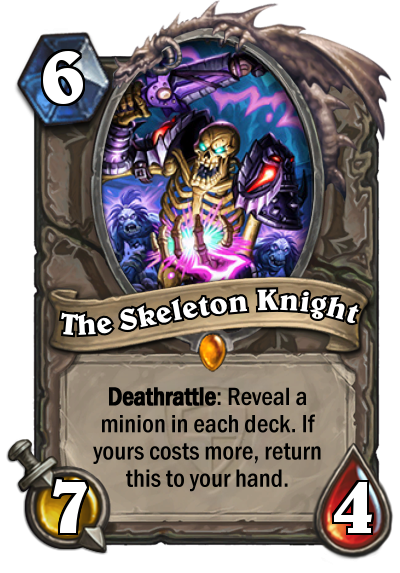 6
The Skeleton Knight
Deathrattle: Reveal a
minion in each deck. If
yours costs more, return
this to your hand.
7
4